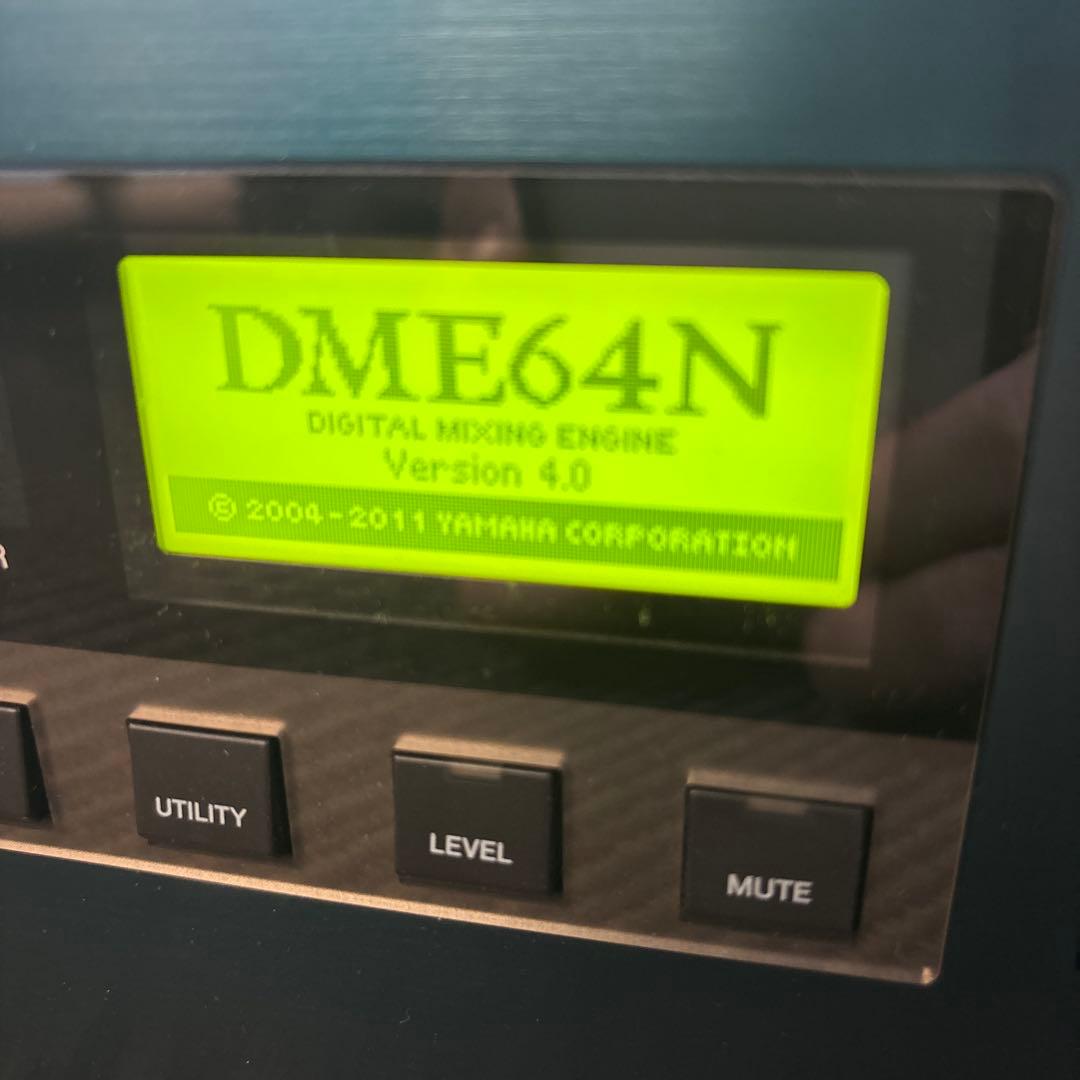 DME64N
DIGITAL MIXING ENGINE
Version 4.0
© 2004-2011 YAMAHA CORPORATION
R
UTILITY
LEVEL
MUTE